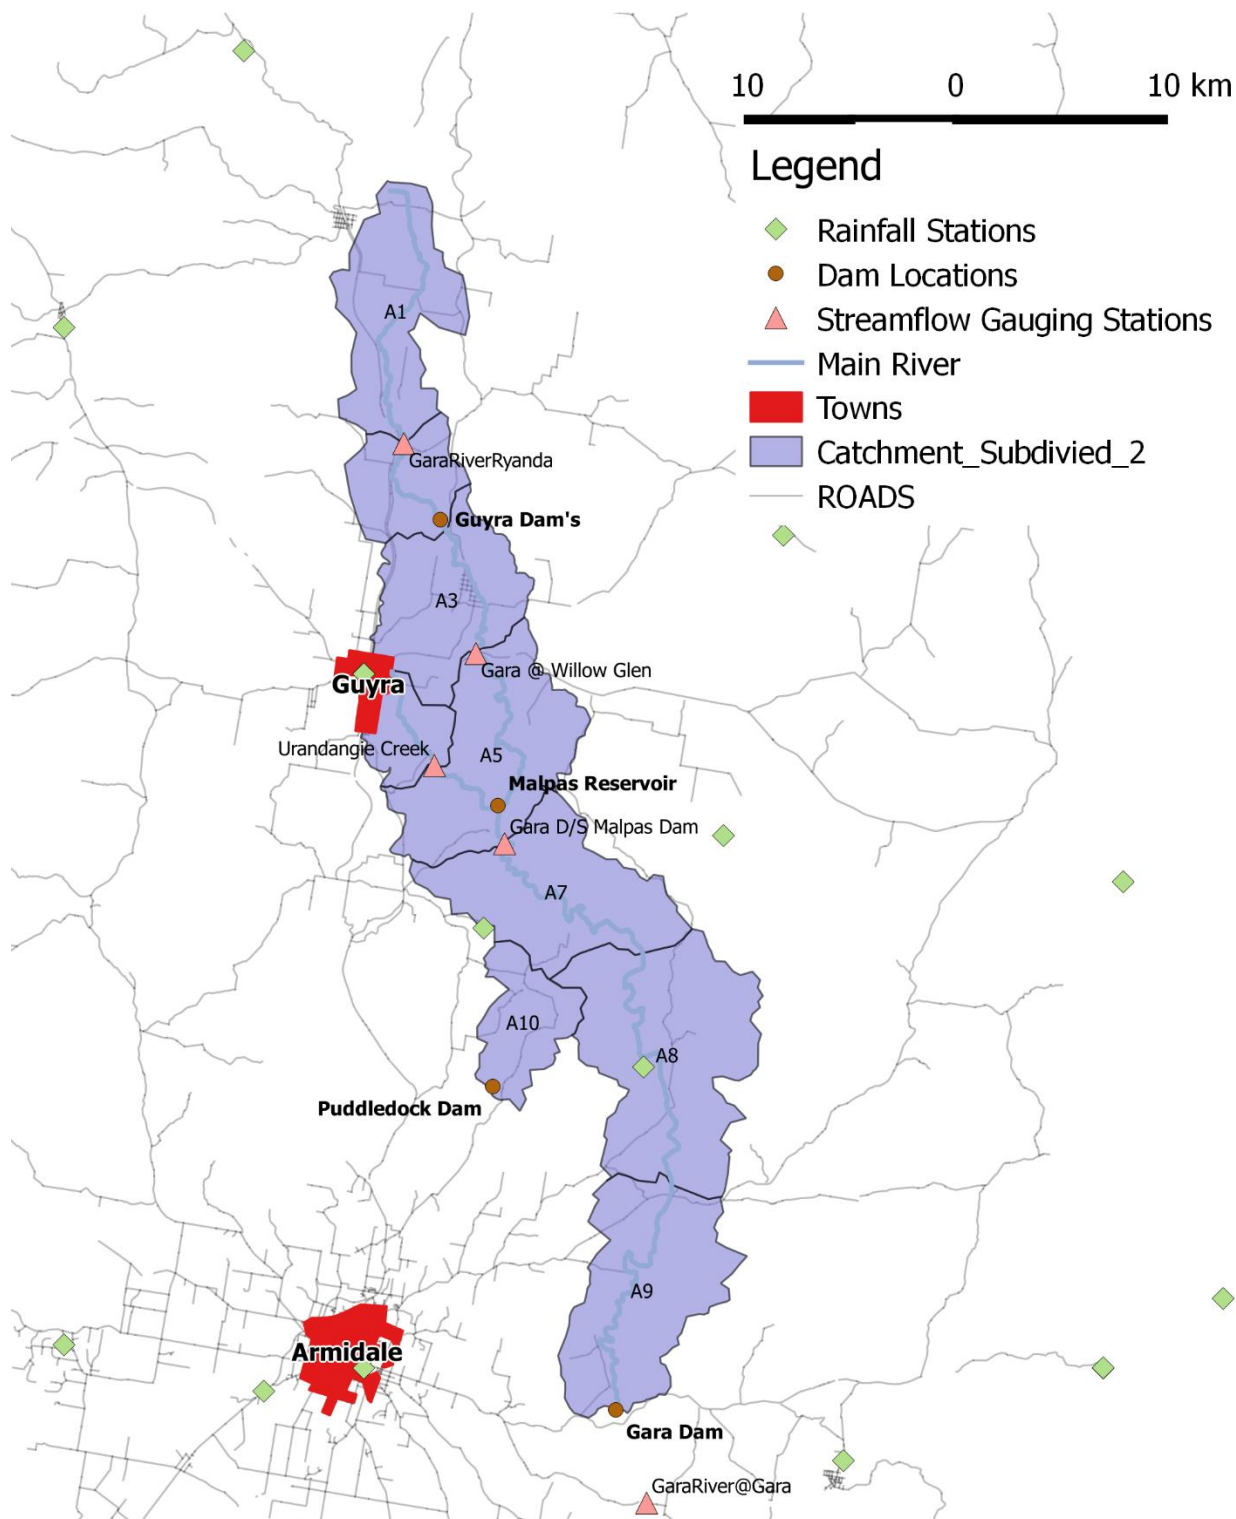 10 0 10 km
Legend
Rainfall Stations
Dam Locations
Streamflow Gauging Stations
Main River
Towns
Catchment_Subdivied_2
ROADS
A1
GaraRiverRyanda
Guyra Dam's
A3
Gara @ Willow Glen
Guyra
Urandangie Creek
A5
Malpas Reservoir
Gara D/S Malpas Dam
A7
A10
A8
Puddledock Dam
A9
Armidale
Gara Dam
GaraRiver@Gara